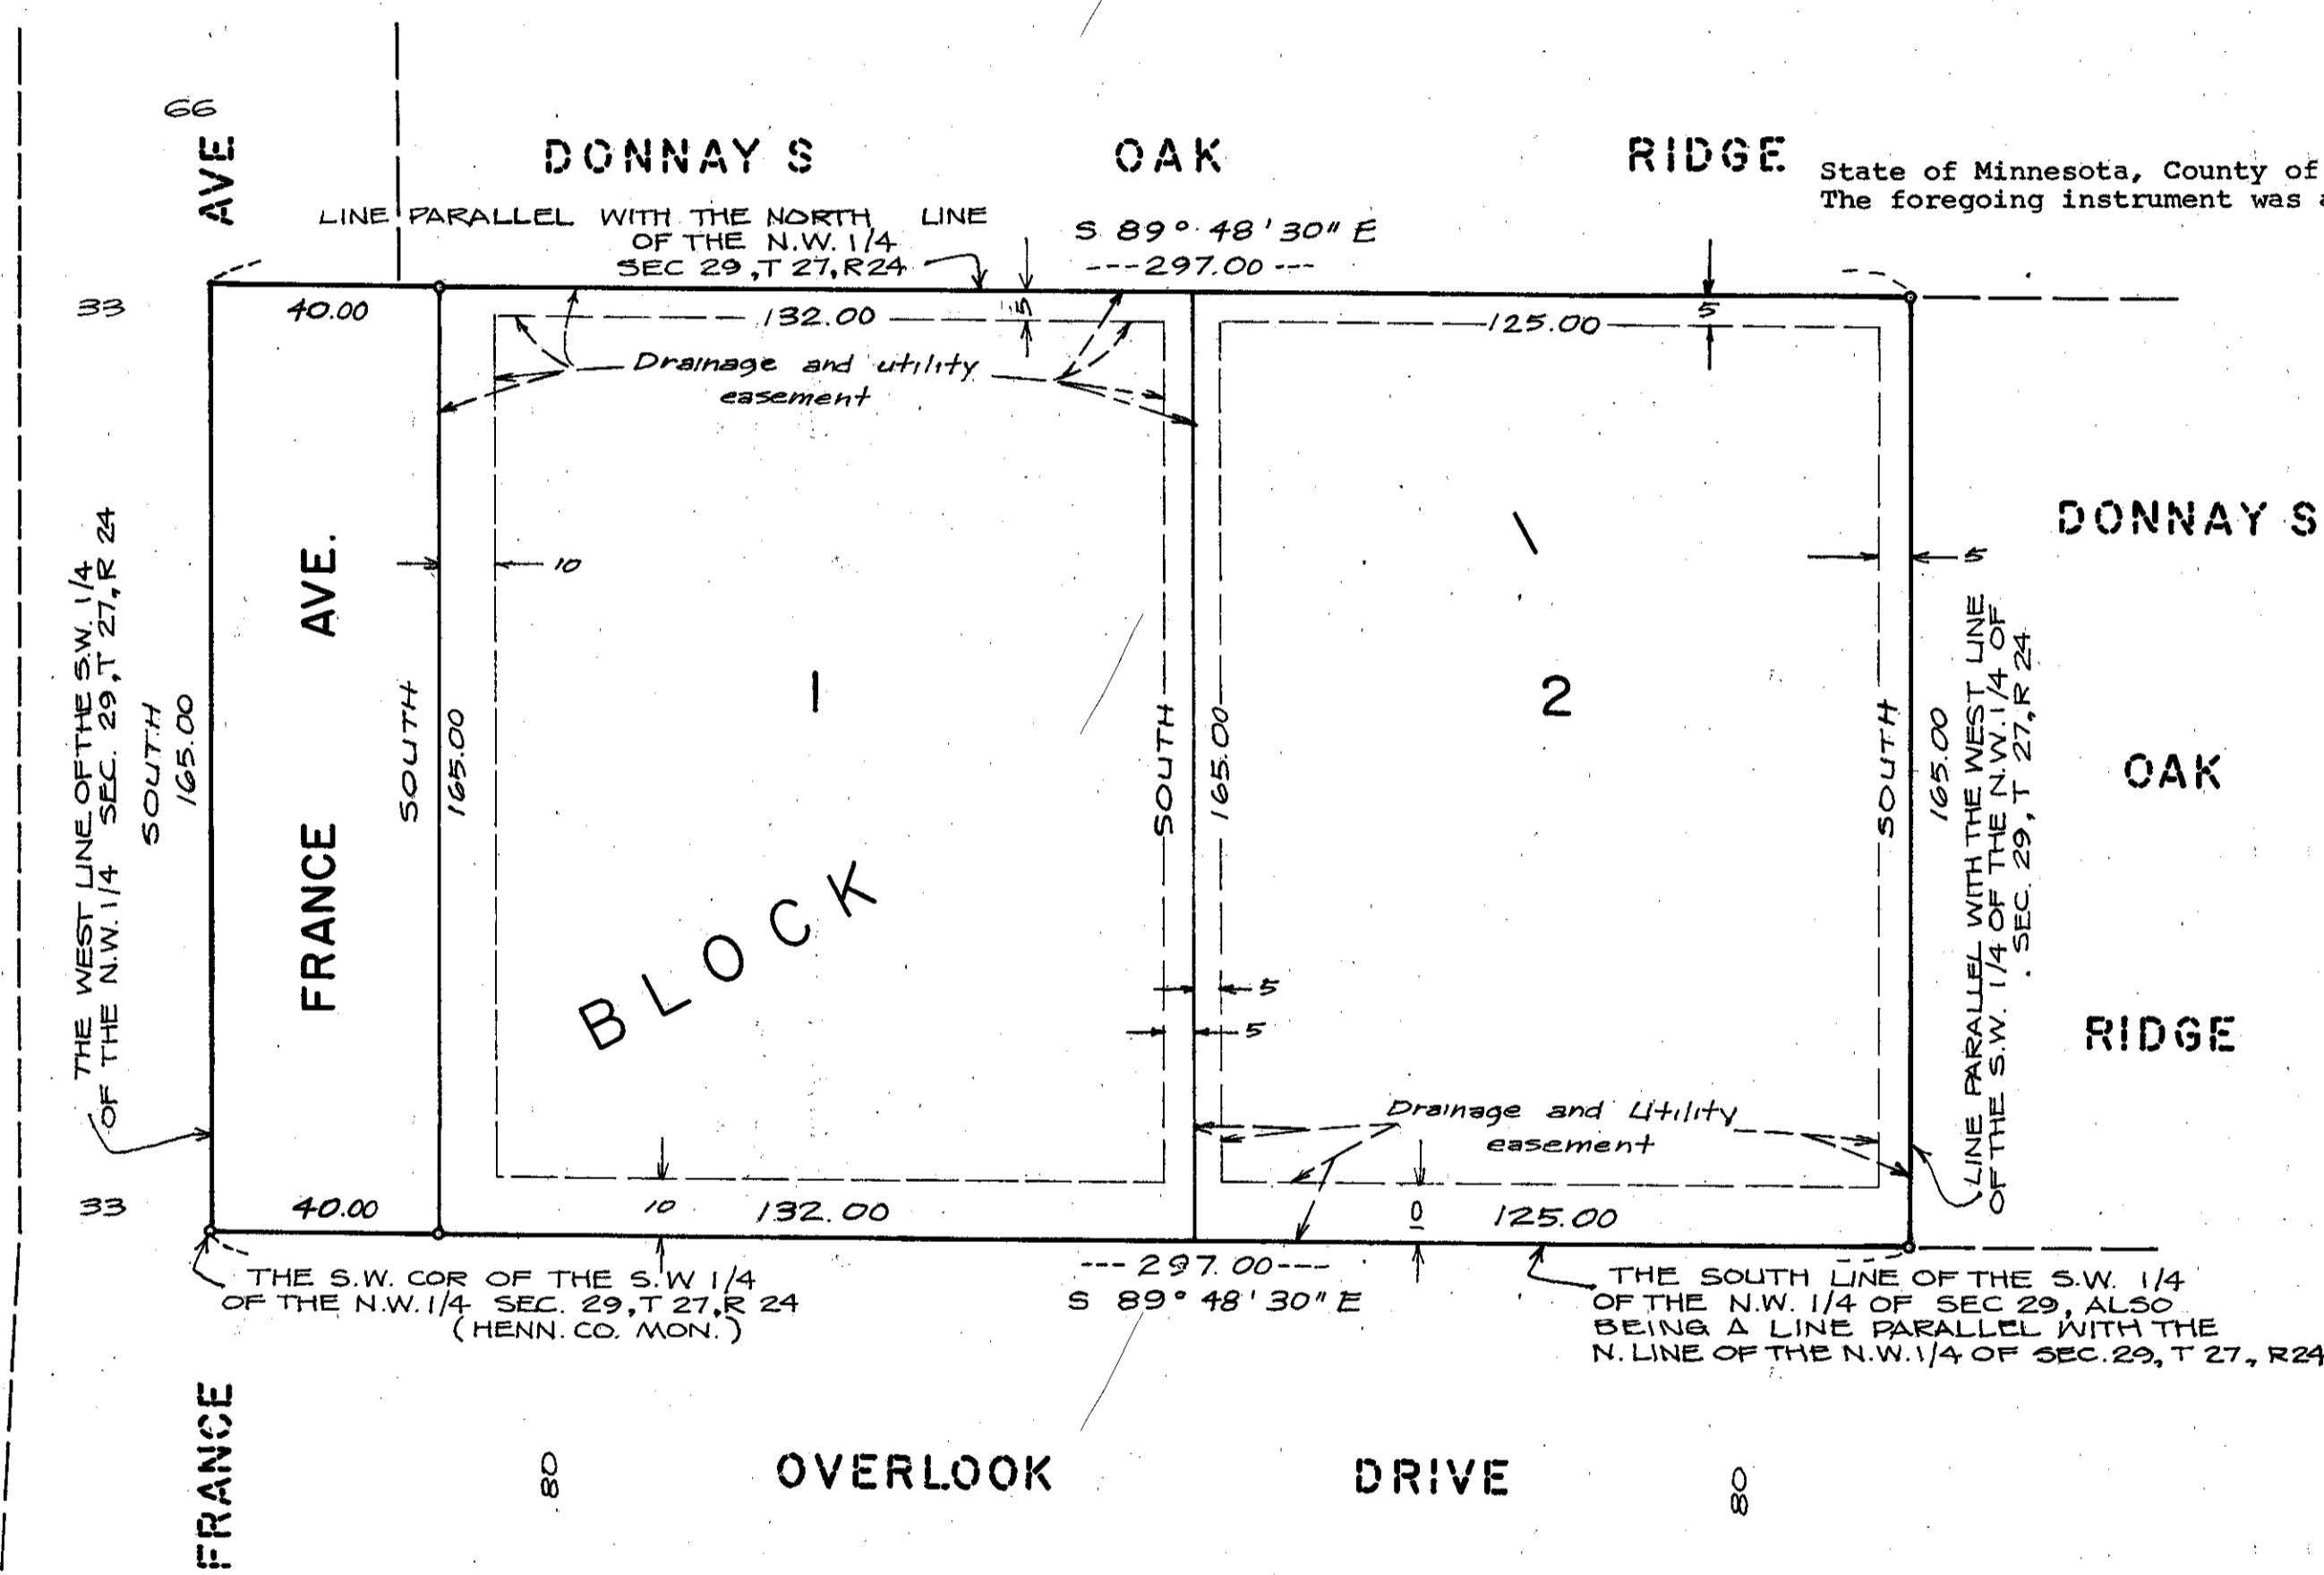 66
AVE
DONNAY S OAK RIDGE
State of Minnesota, County of
The foregoing instrument was
LINE PARALLEL WITH THE NORTH LINE
OF THE N.W. 1/4
SEC 29, T 27, R24
S 89° 48' 30" E
---297.00---
33
40.00
132.00
5
125.00
5
Drainage and utility
easement
10
5
DONNAY S
OAK
RIDGE
THE WEST LINE OF THE S.W. 1/4
OF THE N.W. 1/4 SEC. 29, T 27, R 24
SOUTH
165.00
FRANCE AVE.
SOUTH
165.00
1
BLOCK 1
SOUTH
165.00
2
SOUTH
165.00
LINE PARALLEL WITH THE WEST LINE
OF THE S.W. 1/4 OF THE N.W. 1/4 OF
SEC. 29, T 27, R 24
5
5
Drainage and Utility
easement
33
40.00
10
132.00
10
125.00
---297.00---
S 89° 48' 30" E
THE S.W. COR OF THE S.W 1/4
OF THE N.W. 1/4 SEC. 29, T 27, R 24
(HENN. CO. MON.)
THE SOUTH LINE OF THE S.W. 1/4
OF THE N.W. 1/4 OF SEC 29, ALSO
BEING A LINE PARALLEL WITH THE
N. LINE OF THE N.W. 1/4 OF SEC. 29, T 27, R24
FRANCE
80
OVERLOOK DRIVE
80